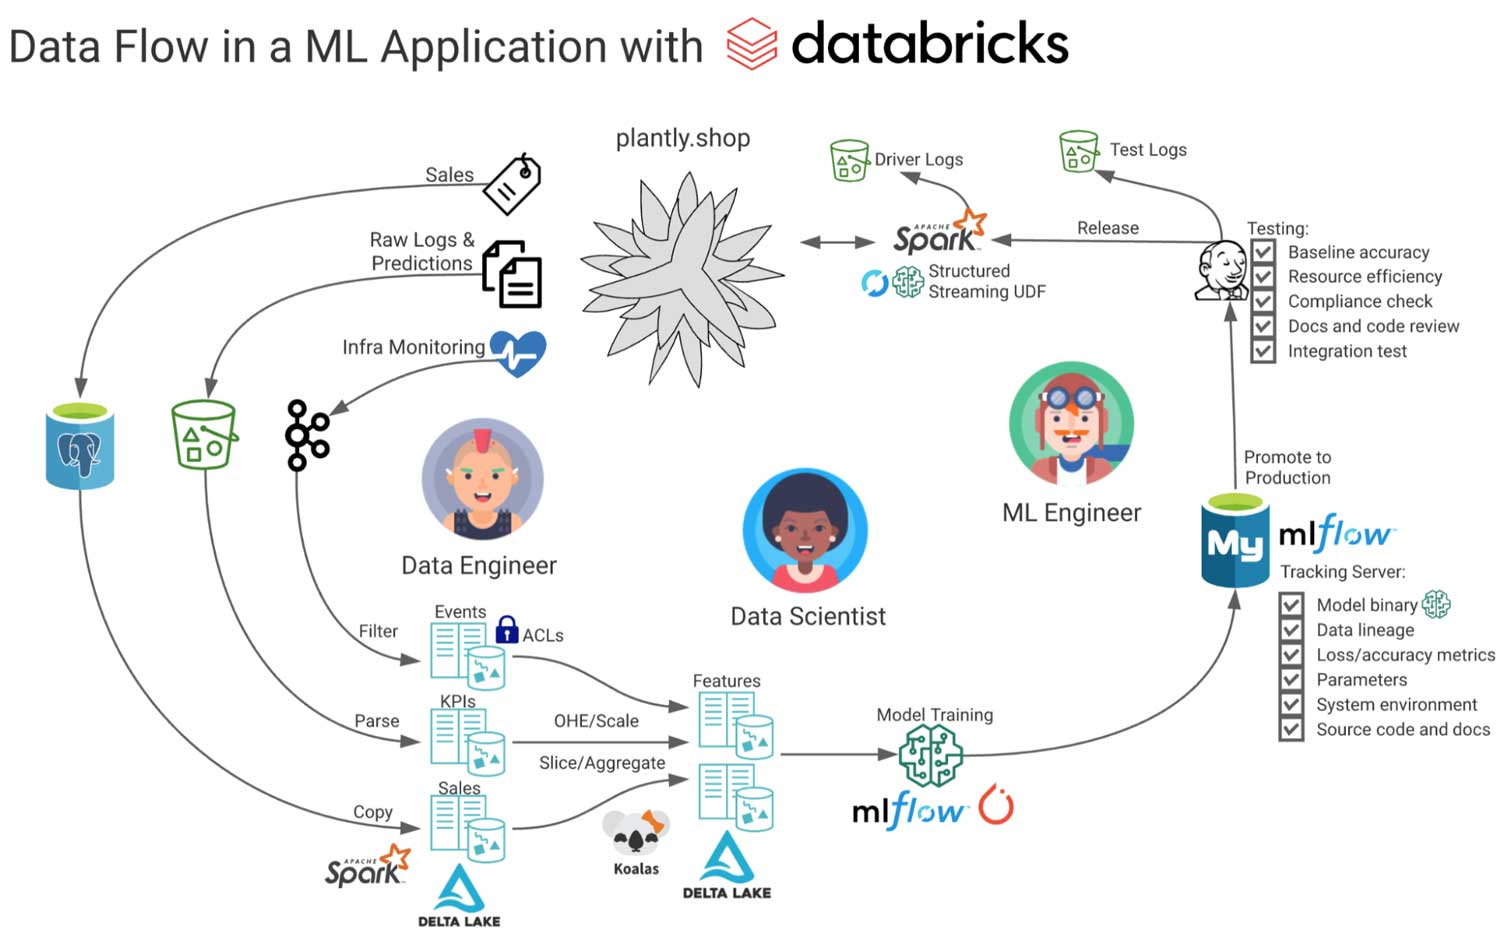 Data Flow in a ML Application with databricks
plantly.shop
Sales
Raw Logs &
Predictions
Infra Monitoring
Driver Logs
Test Logs
APACHE
Spark
Structured
Streaming UDF
Release
Testing:
Baseline accuracy
Resource efficiency
Compliance check
Docs and code review
Integration test
Data Engineer
Data Scientist
ML Engineer
Promote to
Production
My
mlflow
Tracking Server:
Model binary
Data lineage
Loss/accuracy metrics
Parameters
System environment
Source code and docs
Filter
Events
ACLs
Parse
KPIs
Copy
Sales
APACHE
Spark
DELTA LAKE
OHE/Scale
Slice/Aggregate
Koalas
Features
DELTA LAKE
Model Training
mlflow